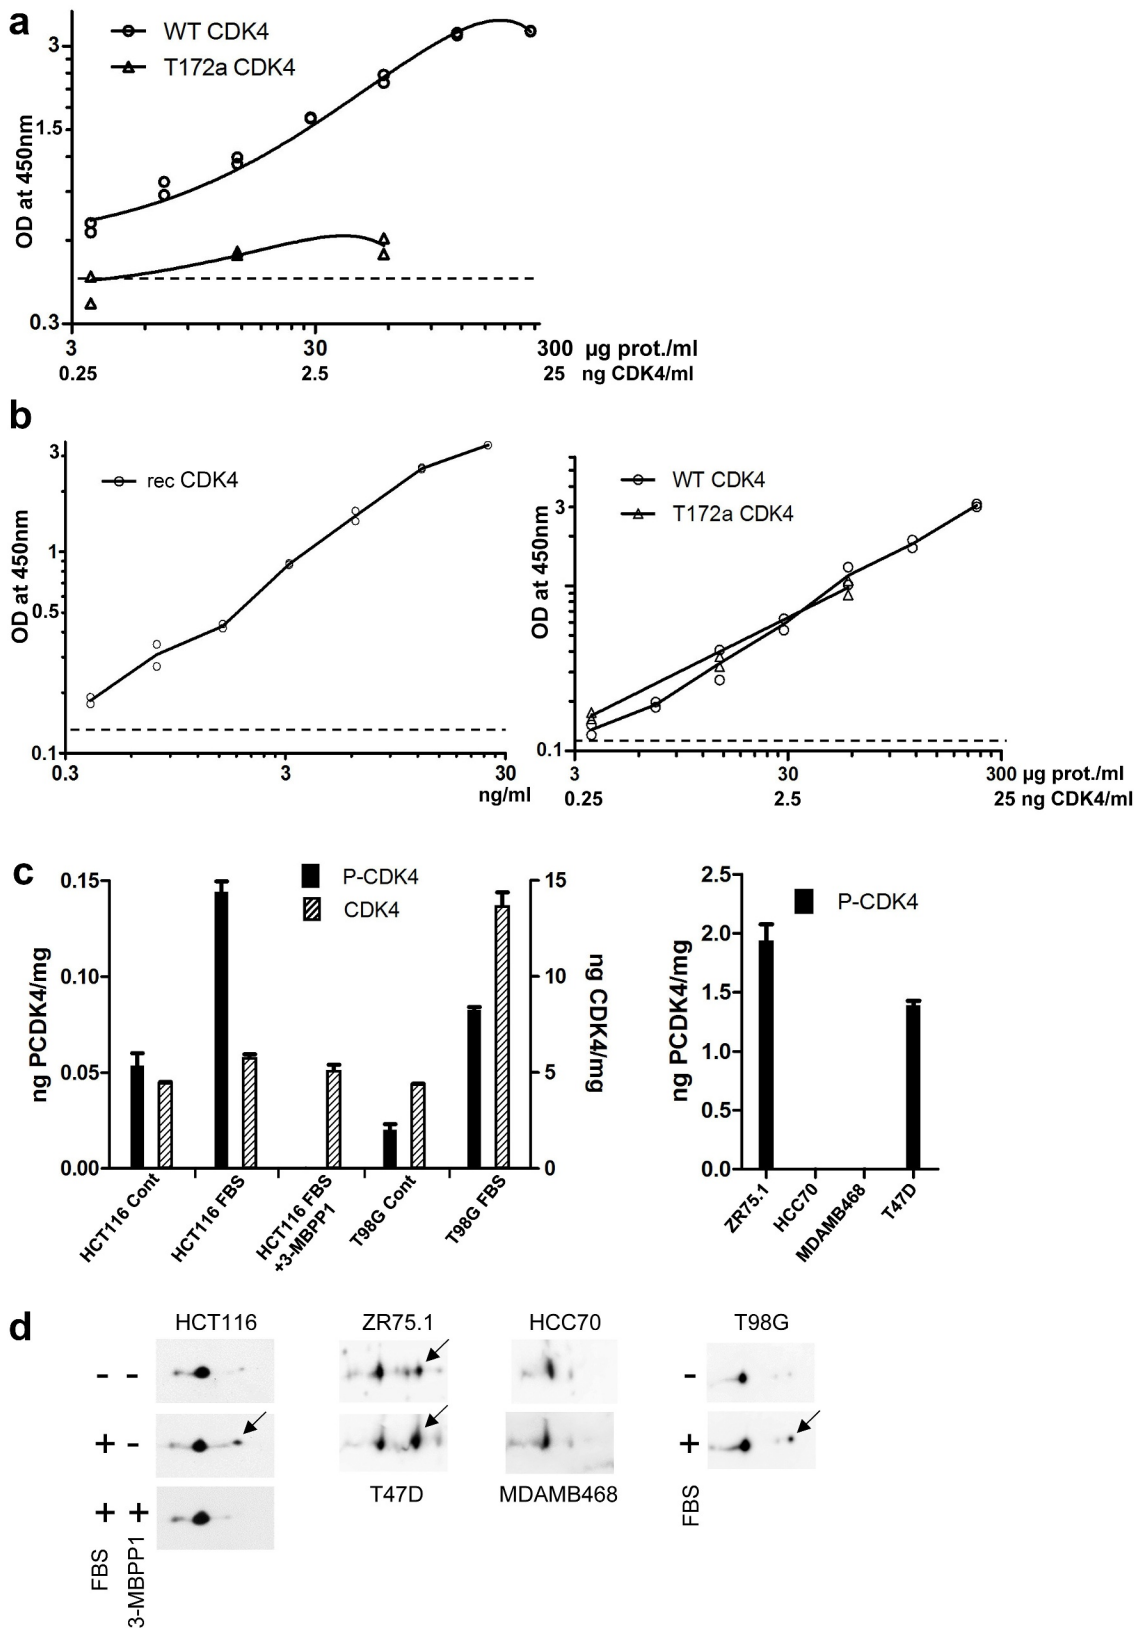 a
WT CDK4
T172a CDK4
OD at 450nm
3
1.5
0.3
3 30 300 µg prot./ml
0.25 2.5 25 ng CDK4/ml
b
rec CDK4
OD at 450nm
3
1
0.5
0.1
0.3 3 30
ng/ml
WT CDK4
T172a CDK4
OD at 450nm
3
0.1
3 30 300 µg prot./ml
0.25 2.5 25 ng CDK4/ml
c
P-CDK4
CDK4
ng PCDK4/mg
0.15
0.10
0.05
0.00
15
10
5
0
ng CDK4/mg
HCT116 Cont
HCT116 FBS
HCT116 FBS
+3-MBPP1
T98G Cont
T98G FBS
P-CDK4
ng PCDK4/mg
2.5
2.0
1.5
1.0
0.5
0.0
ZR75.1
HCC70
MDAMB468
T47D
d
HCT116 ZR75.1 HCC70 T98G
- - -
+ - +
T47D MDAMB468
+ +
FBS
3-MBPP1
FBS